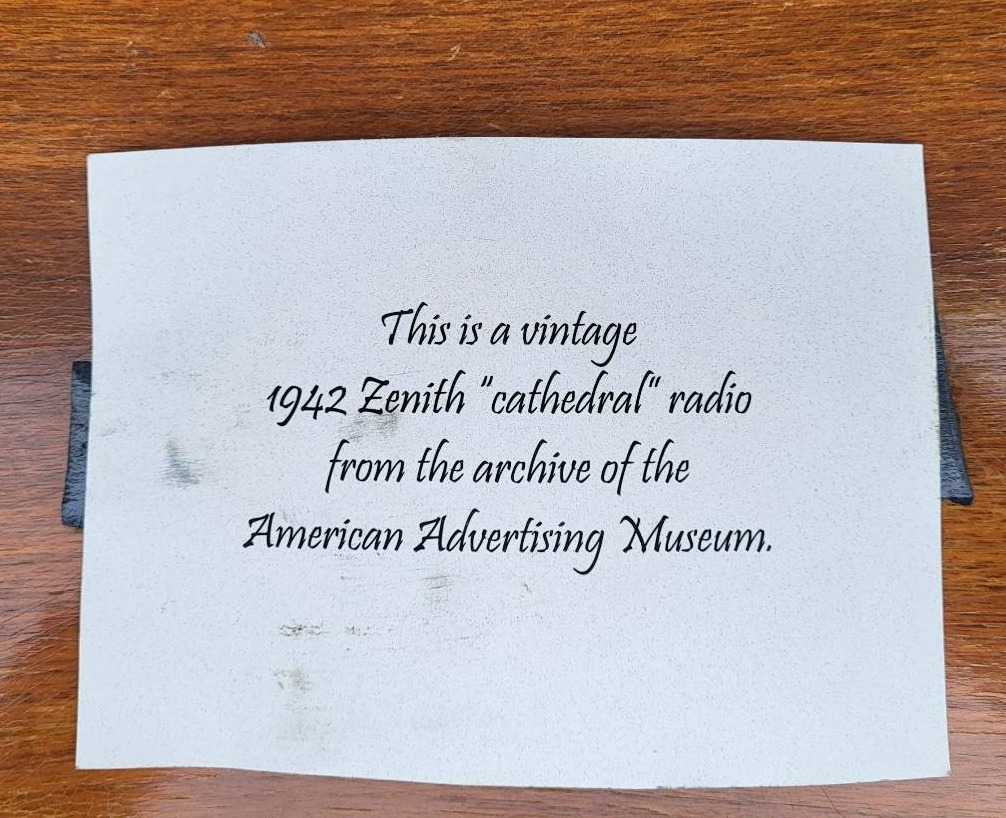 This is a vintage
1942 Zenith "cathedral" radio
from the archive of the
American Advertising Museum.